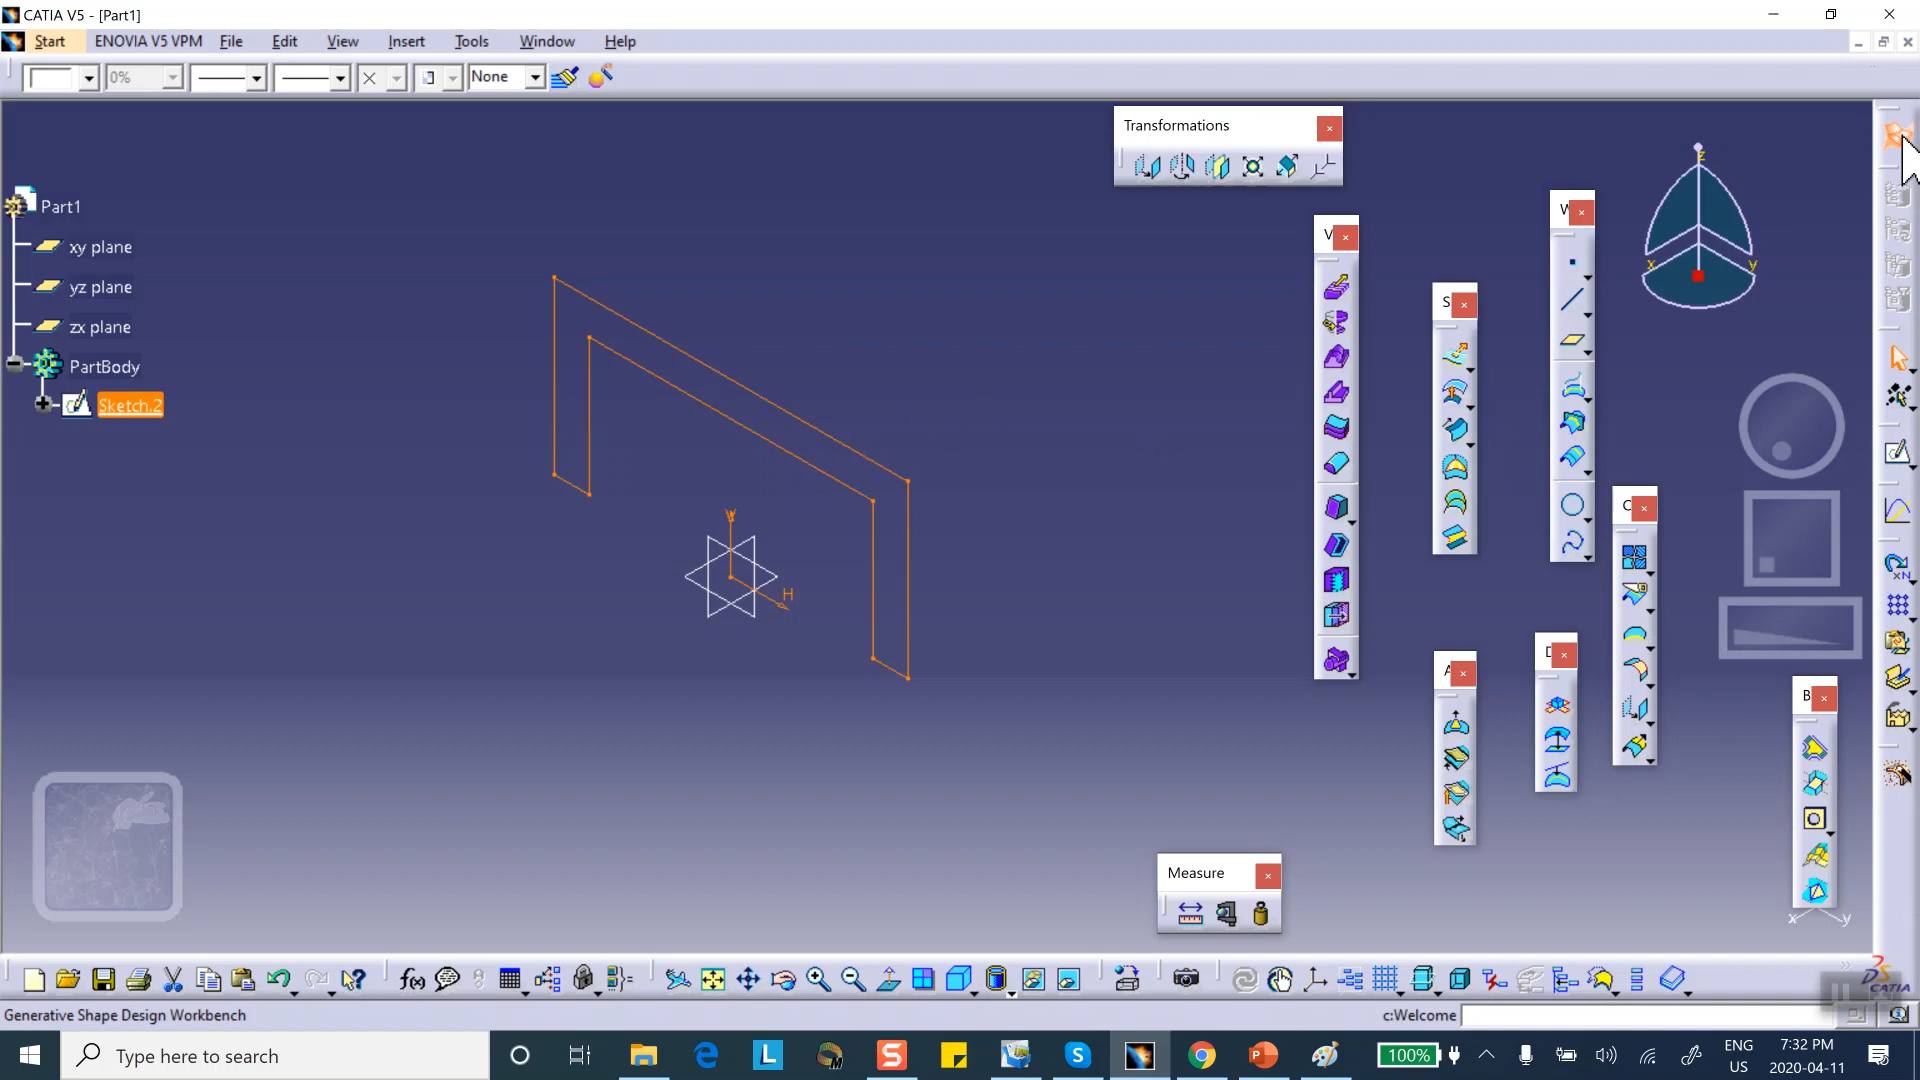 CATIA V5 - [Part1]
Start ENOVIA V5 VPM File Edit View Insert Tools Window Help
0% None
Transformations
Part1
xy plane
yz plane
zx plane
PartBody
Sketch.2
z
x y
V
W
S
C
A
D
B
H
V
Measure
x y
CATIA
Generative Shape Design Workbench
c:Welcome
Type here to search
100%
ENG
US
7:32 PM
2020-04-11